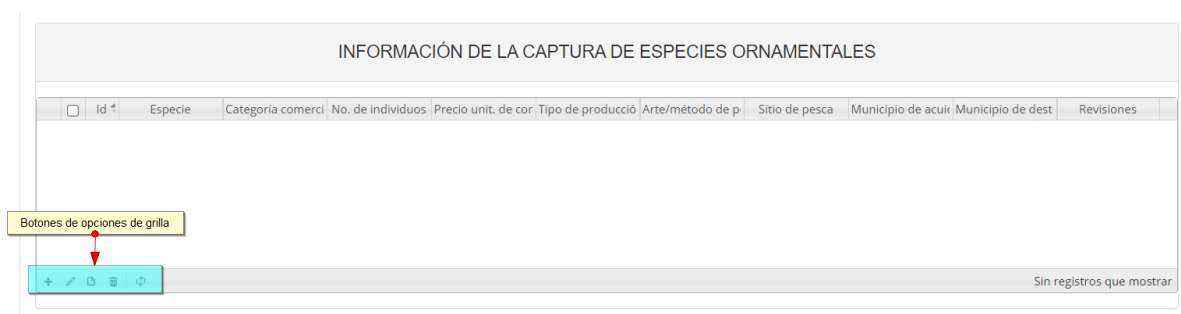 INFORMACIÓN DE LA CAPTURA DE ESPECIES ORNAMENTALES
Id Especie Categoría comerci No. de individuos Precio unit. de cor Tipo de producció Arte/método de p Sitio de pesca Municipio de acuic Municipio de dest Revisiones
Botones de opciones de grilla
Sin registros que mostrar